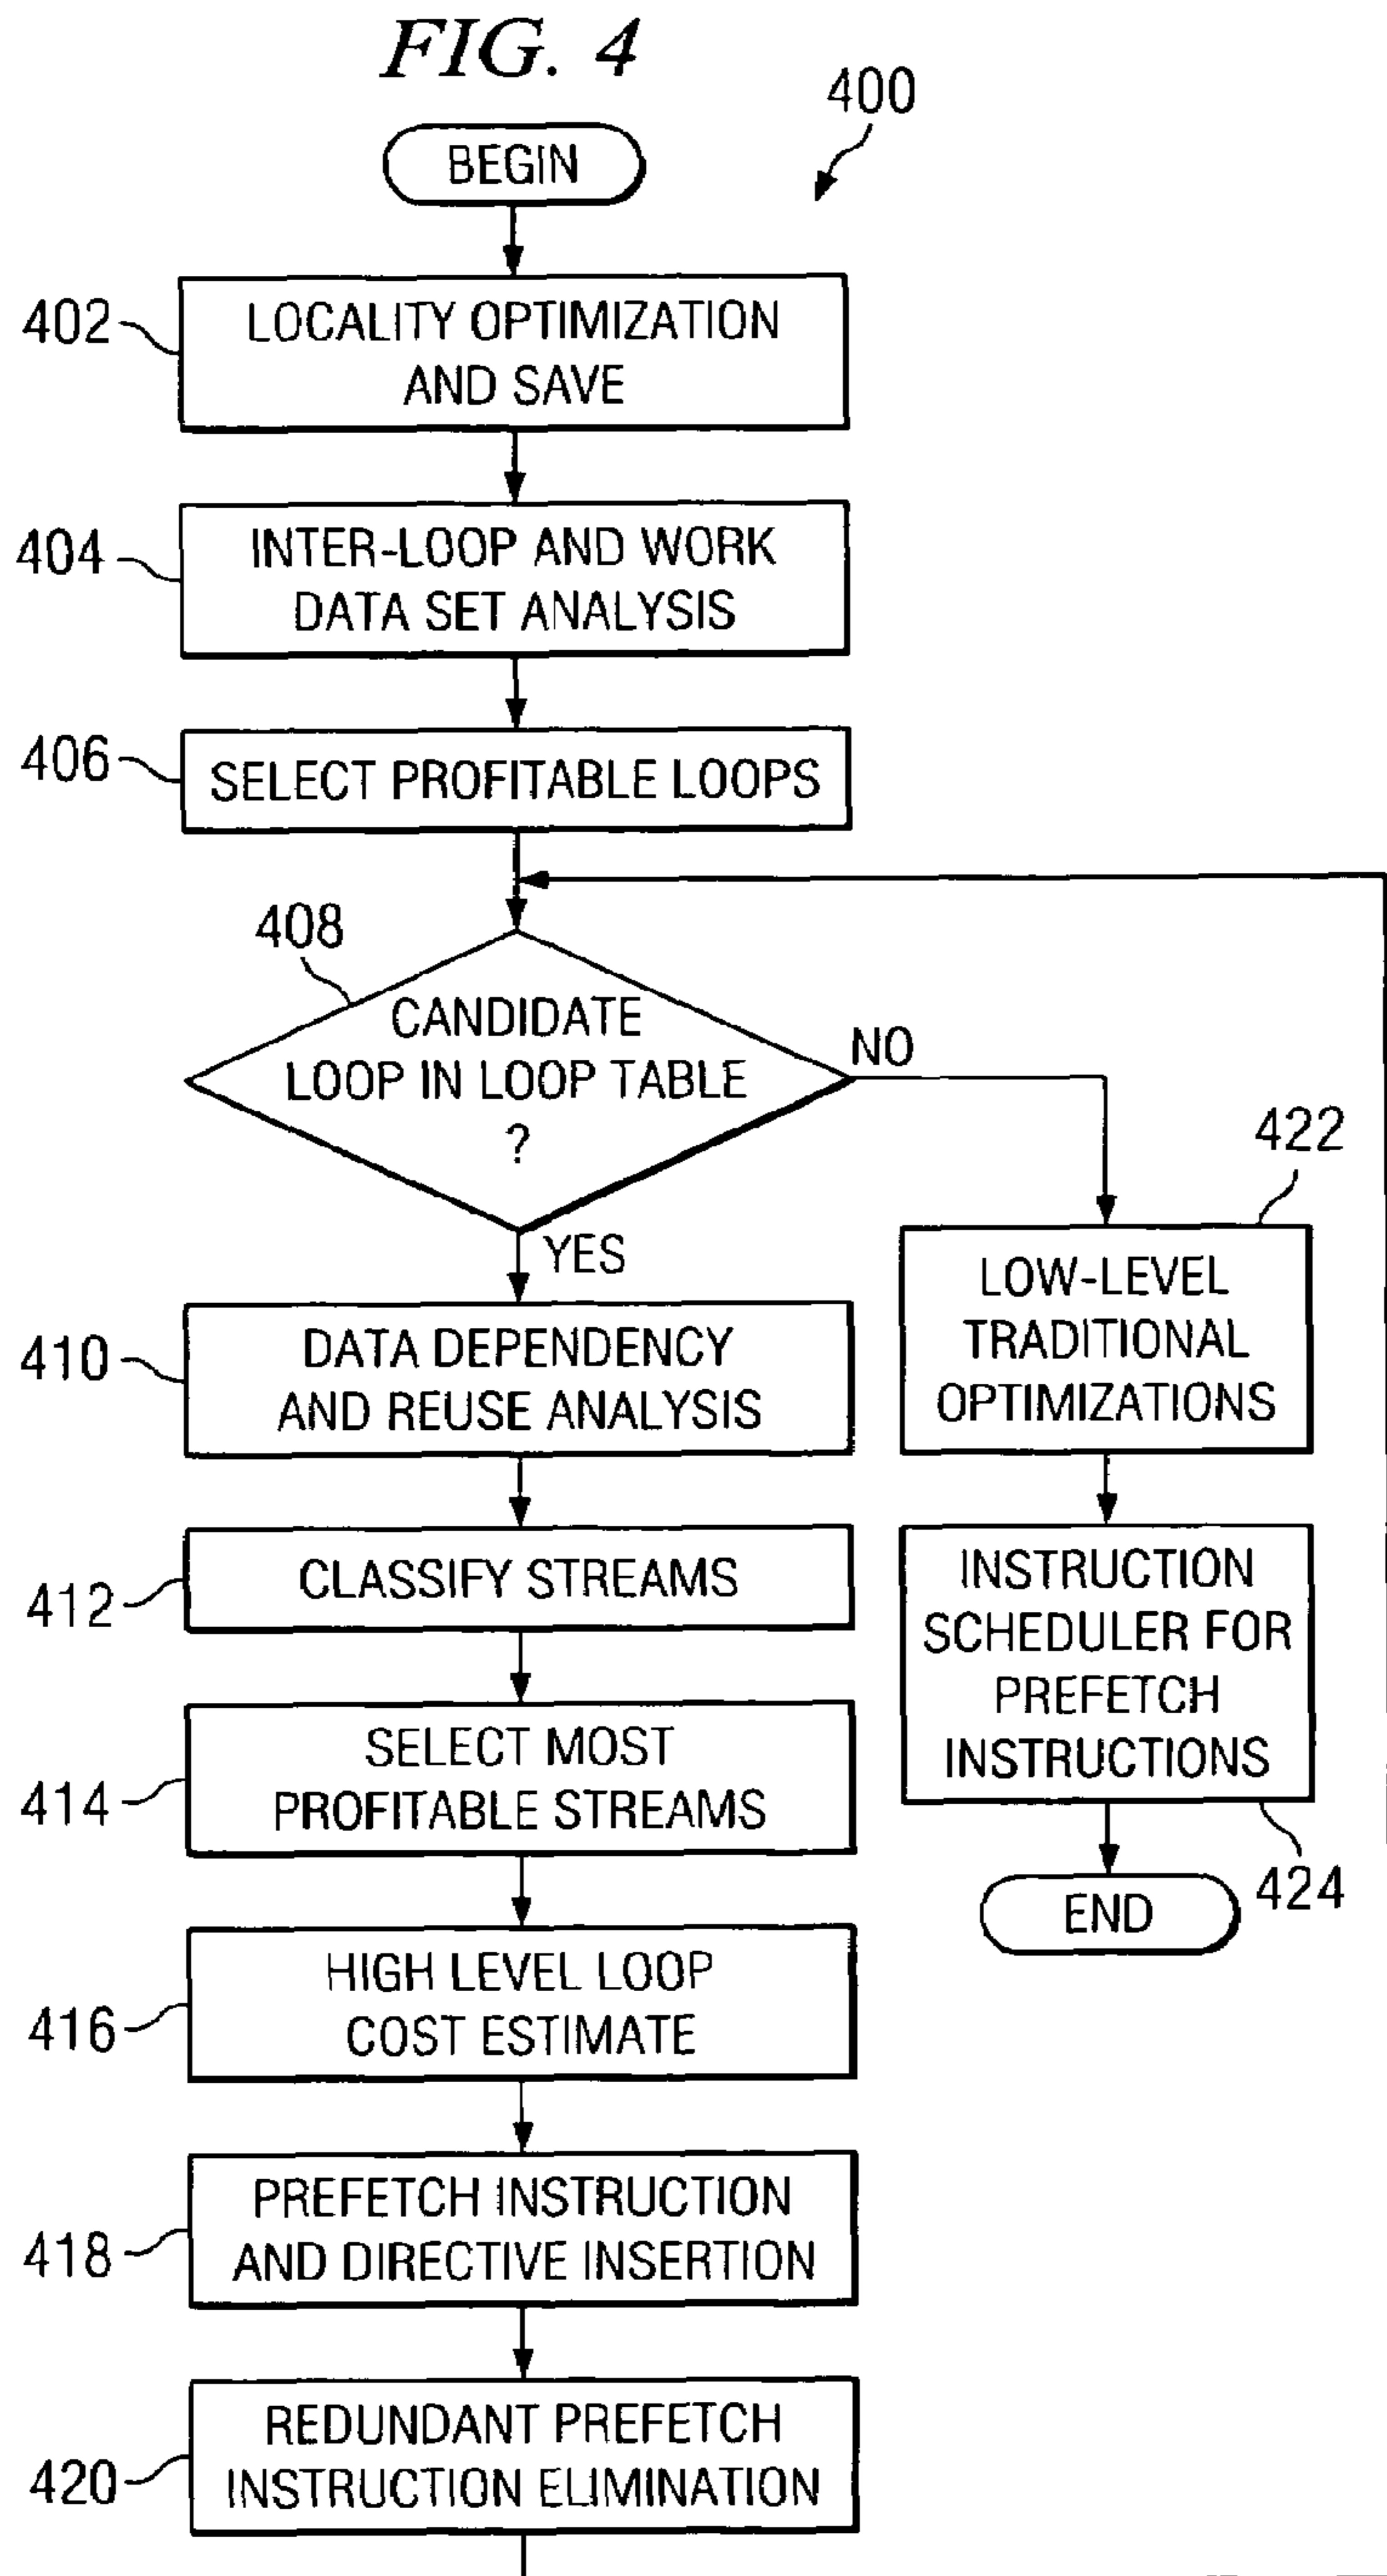 FIG. 4
400
BEGIN
402
LOCALITY OPTIMIZATION
AND SAVE
404
INTER-LOOP AND WORK
DATA SET ANALYSIS
406
SELECT PROFITABLE LOOPS
408
CANDIDATE
LOOP IN LOOP TABLE
?
NO
YES
410
DATA DEPENDENCY
AND REUSE ANALYSIS
412
CLASSIFY STREAMS
414
SELECT MOST
PROFITABLE STREAMS
416
HIGH LEVEL LOOP
COST ESTIMATE
418
PREFETCH INSTRUCTION
AND DIRECTIVE INSERTION
420
REDUNDANT PREFETCH
INSTRUCTION ELIMINATION
422
LOW-LEVEL
TRADITIONAL
OPTIMIZATIONS
INSTRUCTION
SCHEDULER FOR
PREFETCH
INSTRUCTIONS
424
END